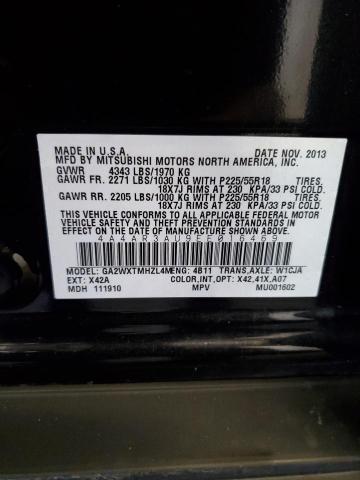 MADE IN U.S.A. DATE NOV. 2013
MFD.BY MITSUBISHI MOTORS NORTH AMERICA, INC.
GVWR 4343 LBS/1970 KG
GAWR FR. 2271 LBS/1030 KG WITH P225/55R18 TIRES,
18X7J RIMS AT 230 KPA/33 PSI COLD.
GAWR RR. 2205 LBS/1000 KG WITH P225/55R18 TIRES,
18X7J RIMS AT 230 KPA/33 PSI COLD.
THIS VEHICLE CONFORMS TO ALL APPLICABLE FEDERAL
MOTOR VEHICLE SAFETY AND THEFT PREVENTION STANDARDS IN
EFFECT ON THE DATE OF MANUFACTURE SHOWN ABOVE.
4A4AR3AU9EE016469
MODEL: GA2WXTMHZL4M ENG: 4B11 TRANS,AXLE: W1CJA
EXT: X42A COLOR,INT,OPT: X42,41X,A07
MDH 111910 MPV MU001602